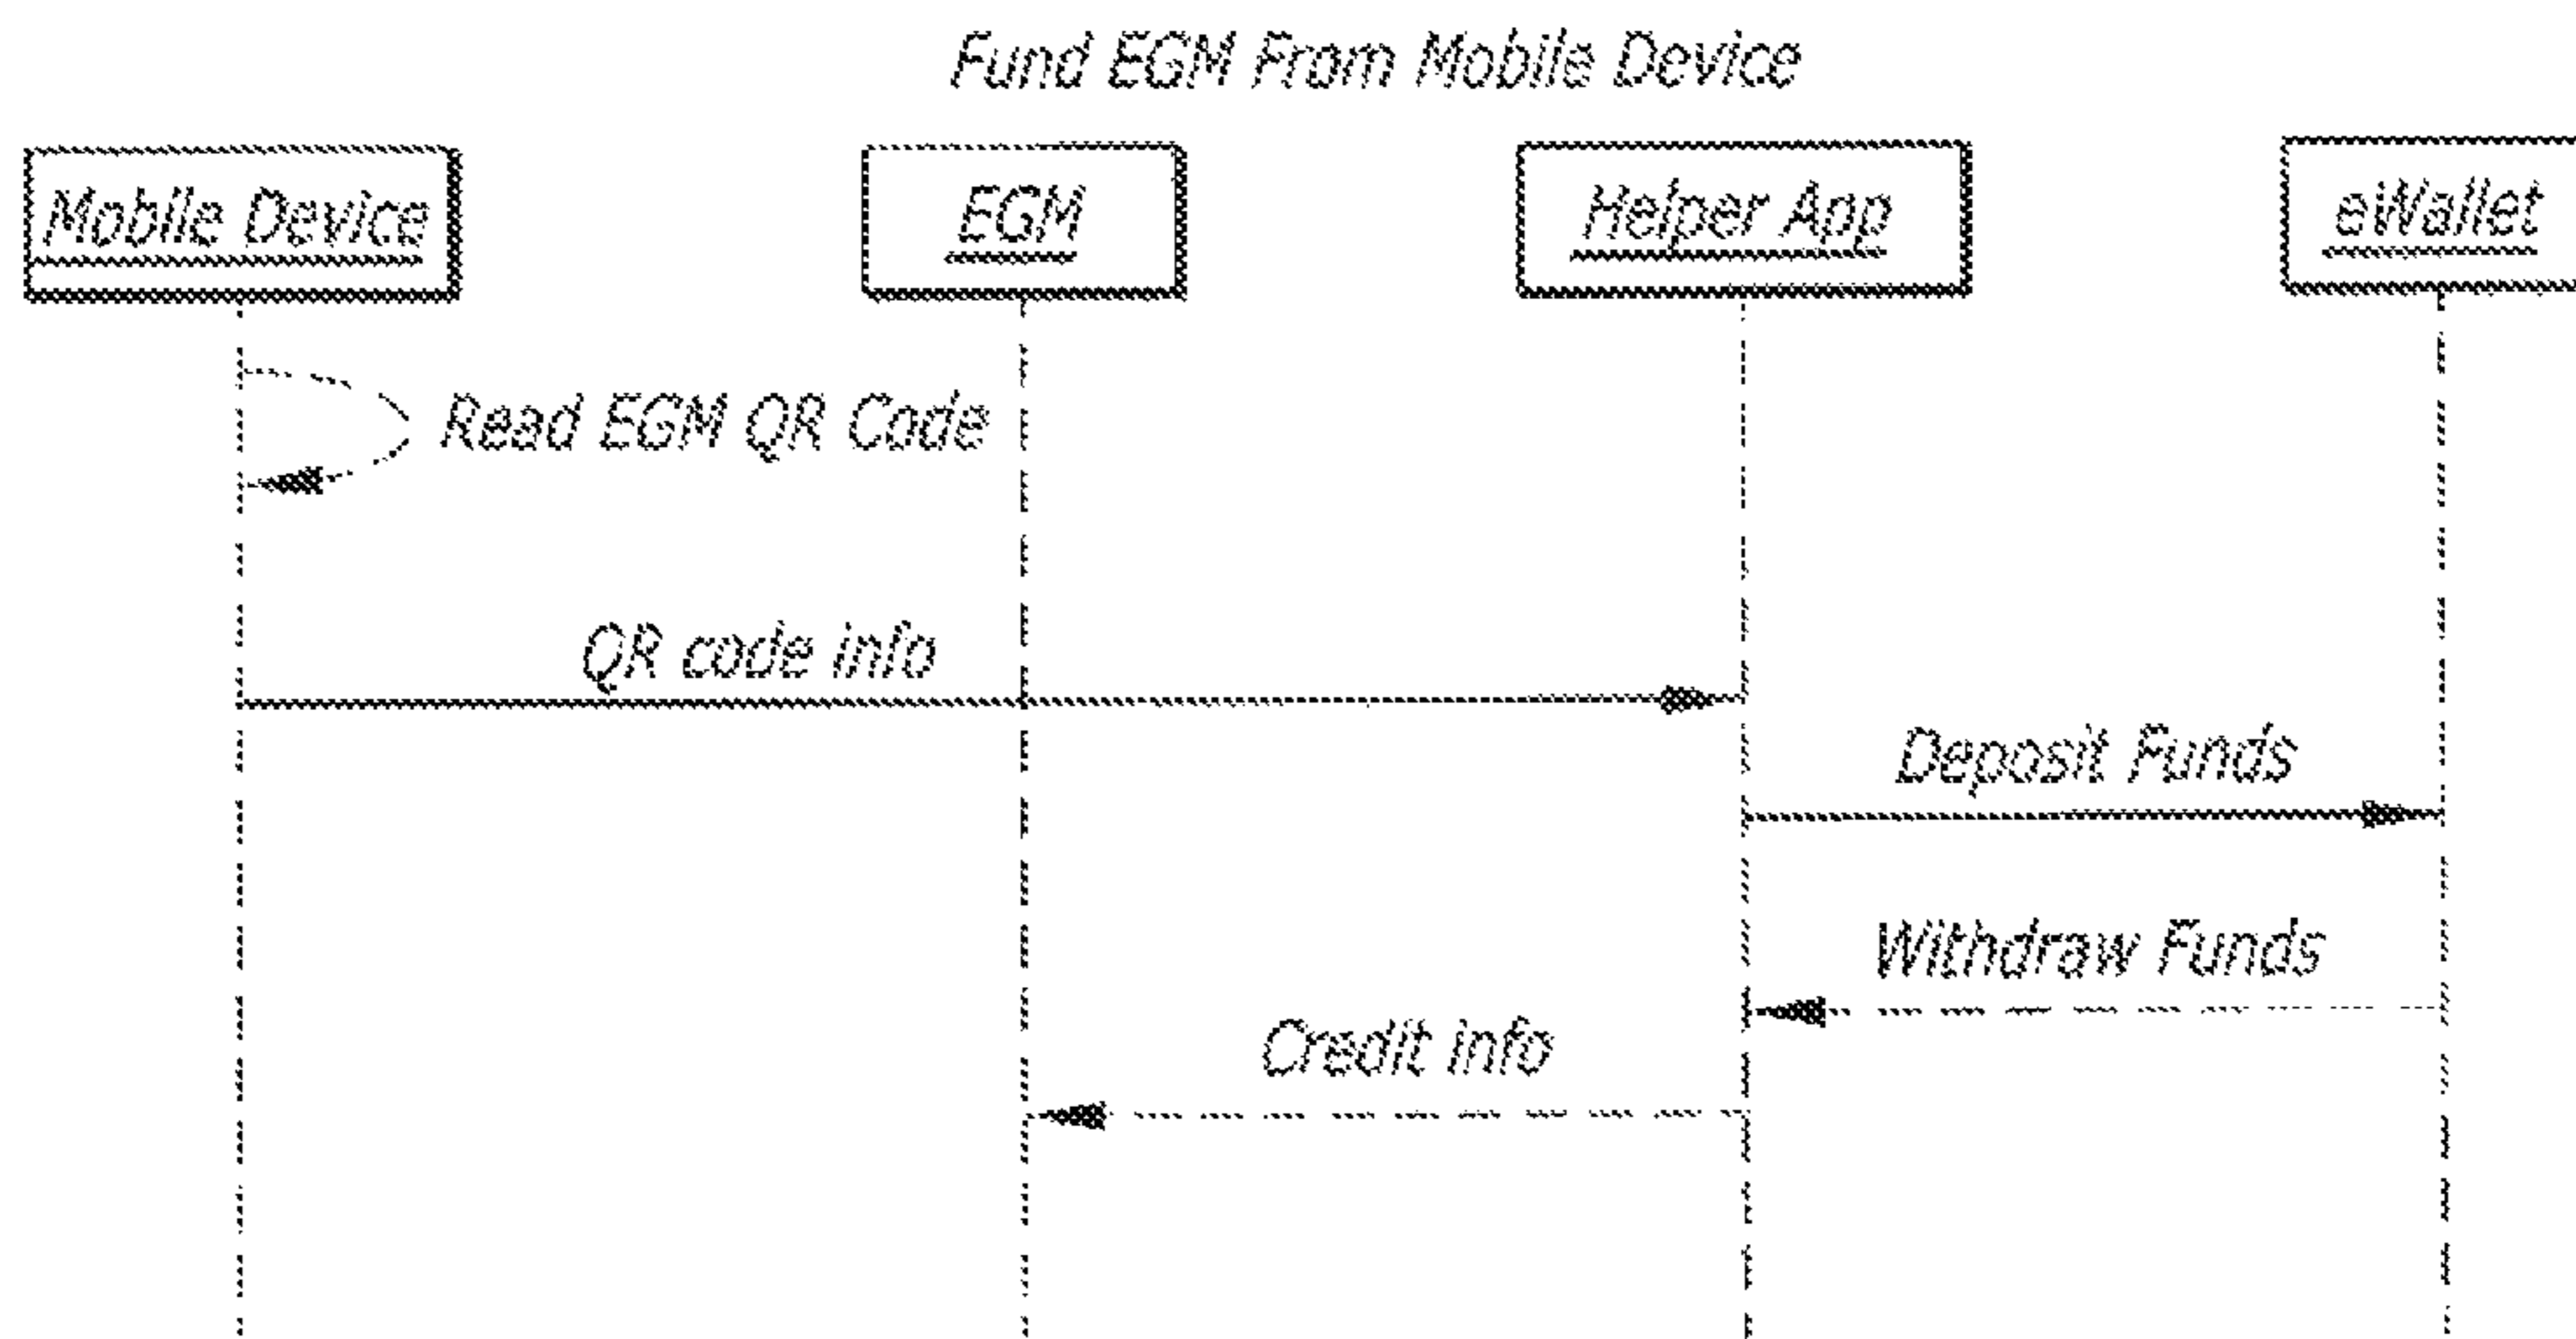 Fund EGM From Mobile Device
Mobile Device
EGM
Helper App
eWallet
Read EGM QR Code
QR code info
Deposit Funds
Withdraw Funds
Credit info